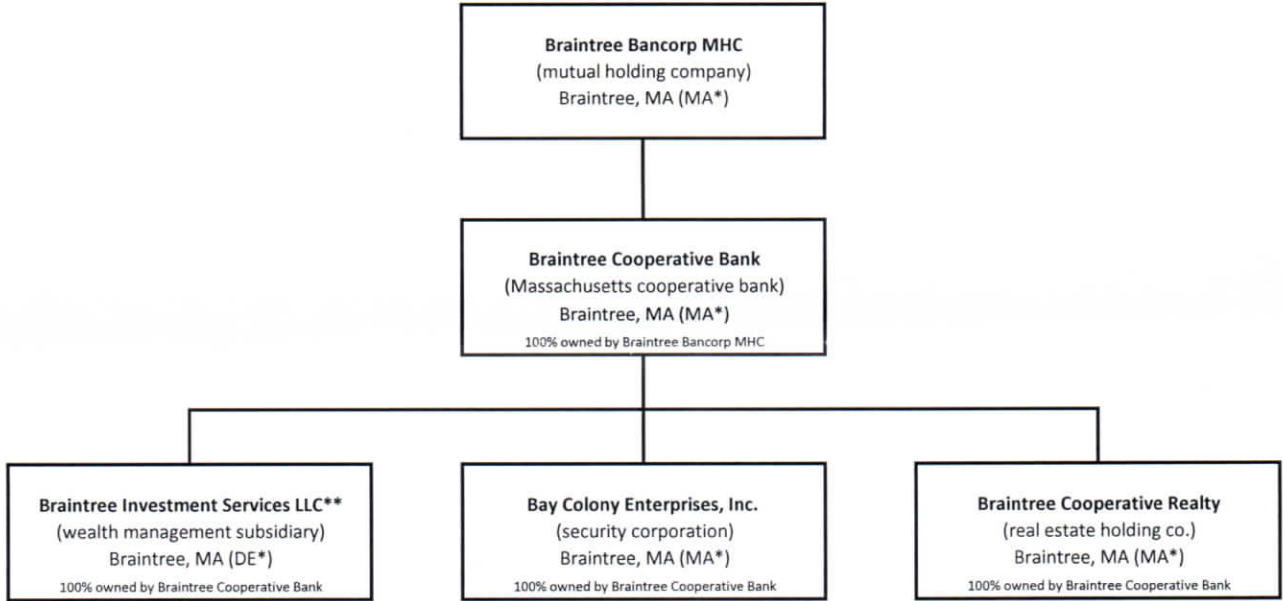 Braintree Bancorp MHC
(mutual holding company)
Braintree, MA (MA*)
Braintree Cooperative Bank
(Massachusetts cooperative bank)
Braintree, MA (MA*)
100% owned by Braintree Bancorp MHC
Braintree Investment Services LLC**
(wealth management subsidiary)
Braintree, MA (DE*)
100% owned by Braintree Cooperative Bank
Bay Colony Enterprises, Inc.
(security corporation)
Braintree, MA (MA*)
100% owned by Braintree Cooperative Bank
Braintree Cooperative Realty
(real estate holding co.)
Braintree, MA (MA*)
100% owned by Braintree Cooperative Bank